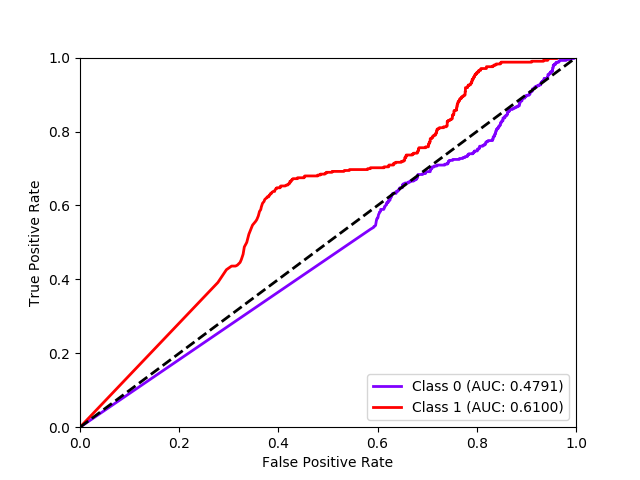 1.0
0.8
0.6
0.4
0.2
0.0
True Positive Rate
0.0 0.2 0.4 0.6 0.8 1.0
False Positive Rate
Class 0 (AUC: 0.4791)
Class 1 (AUC: 0.6100)